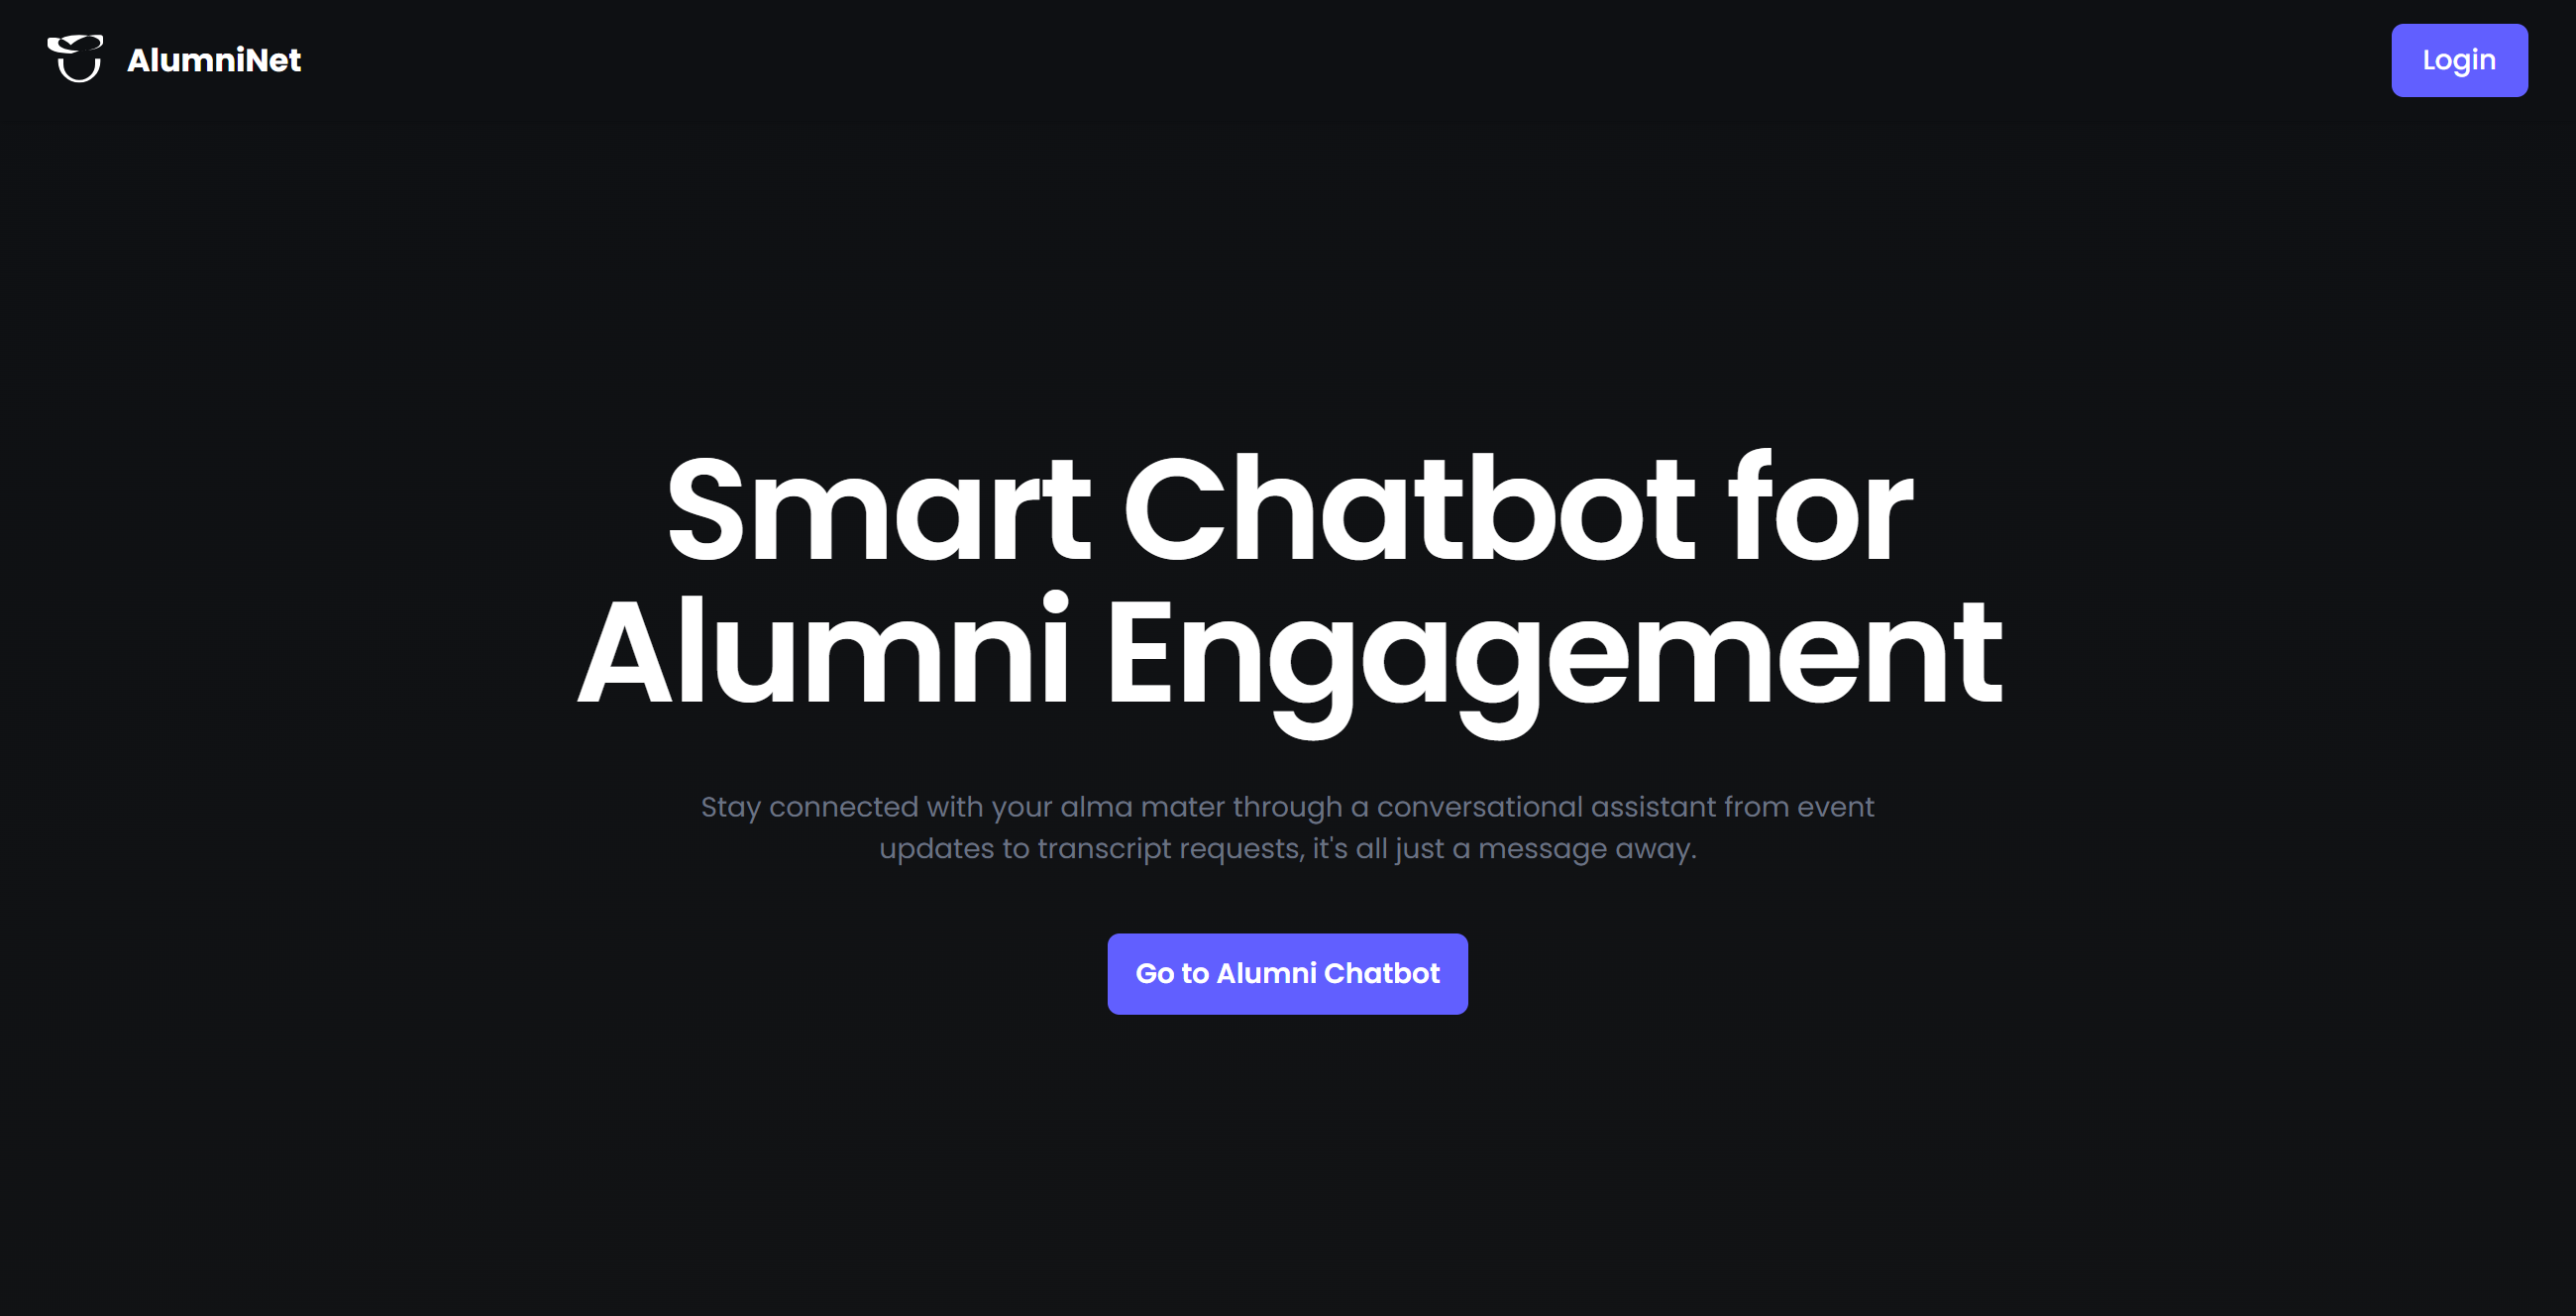 AlumniNet
Login
Smart Chatbot for
Alumni Engagement
Stay connected with your alma mater through a conversational assistant from event
updates to transcript requests, it's all just a message away.
Go to Alumni Chatbot